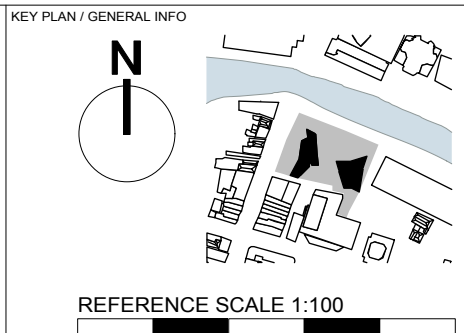 KEY PLAN / GENERAL INFO
N
REFERENCE SCALE 1:100